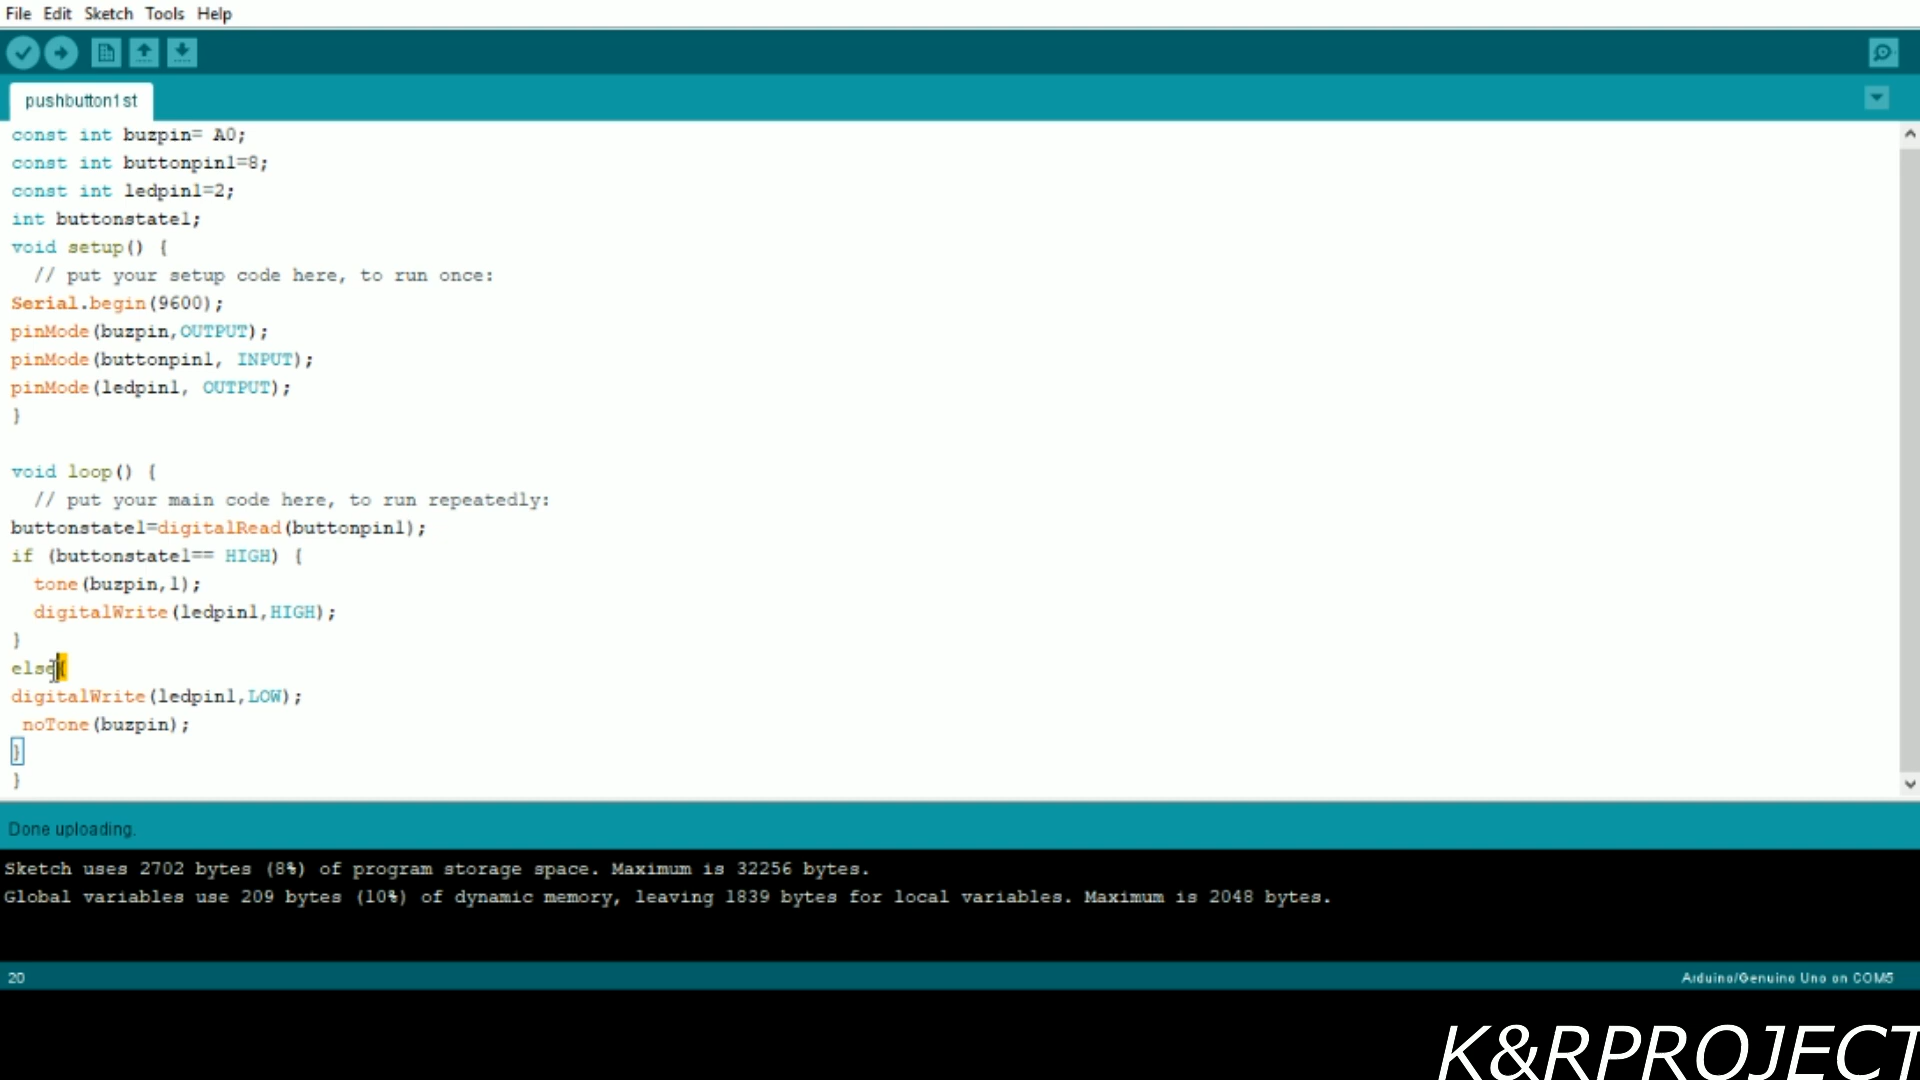 File Edit Sketch Tools Help
pushbutton1st
const int buzpin= A0;
const int buttonpin1=8;
const int ledpin1=2;
int buttonstate1;
void setup() {
  // put your setup code here, to run once:
Serial.begin(9600);
pinMode(buzpin,OUTPUT);
pinMode(buttonpin1, INPUT);
pinMode(ledpin1, OUTPUT);
}
void loop() {
  // put your main code here, to run repeatedly:
buttonstate1=digitalRead(buttonpin1);
if (buttonstate1== HIGH) {
  tone(buzpin,1);
  digitalWrite(ledpin1,HIGH);
}
else{
digitalWrite(ledpin1,LOW);
 noTone(buzpin);
}
}
Done uploading.
Sketch uses 2702 bytes (8%) of program storage space. Maximum is 32256 bytes.
Global variables use 209 bytes (10%) of dynamic memory, leaving 1839 bytes for local variables. Maximum is 2048 bytes.
20
Arduino/Genuino Uno on COM5
K&RPROJECT